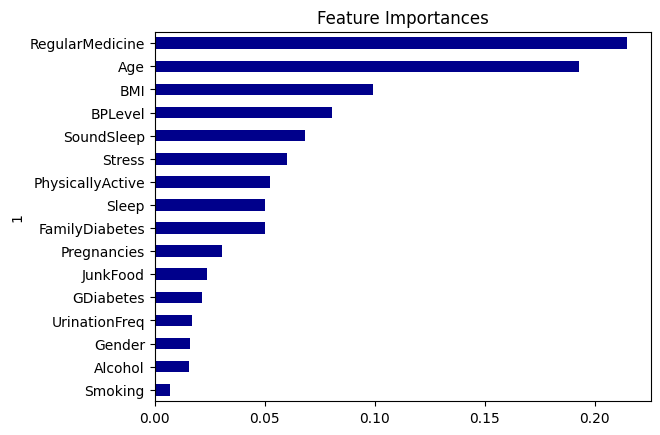 Feature Importances
RegularMedicine
Age
BMI
BPLevel
SoundSleep
Stress
PhysicallyActive
Sleep
FamilyDiabetes
Pregnancies
JunkFood
GDiabetes
UrinationFreq
Gender
Alcohol
Smoking
1
0.00 0.05 0.10 0.15 0.20